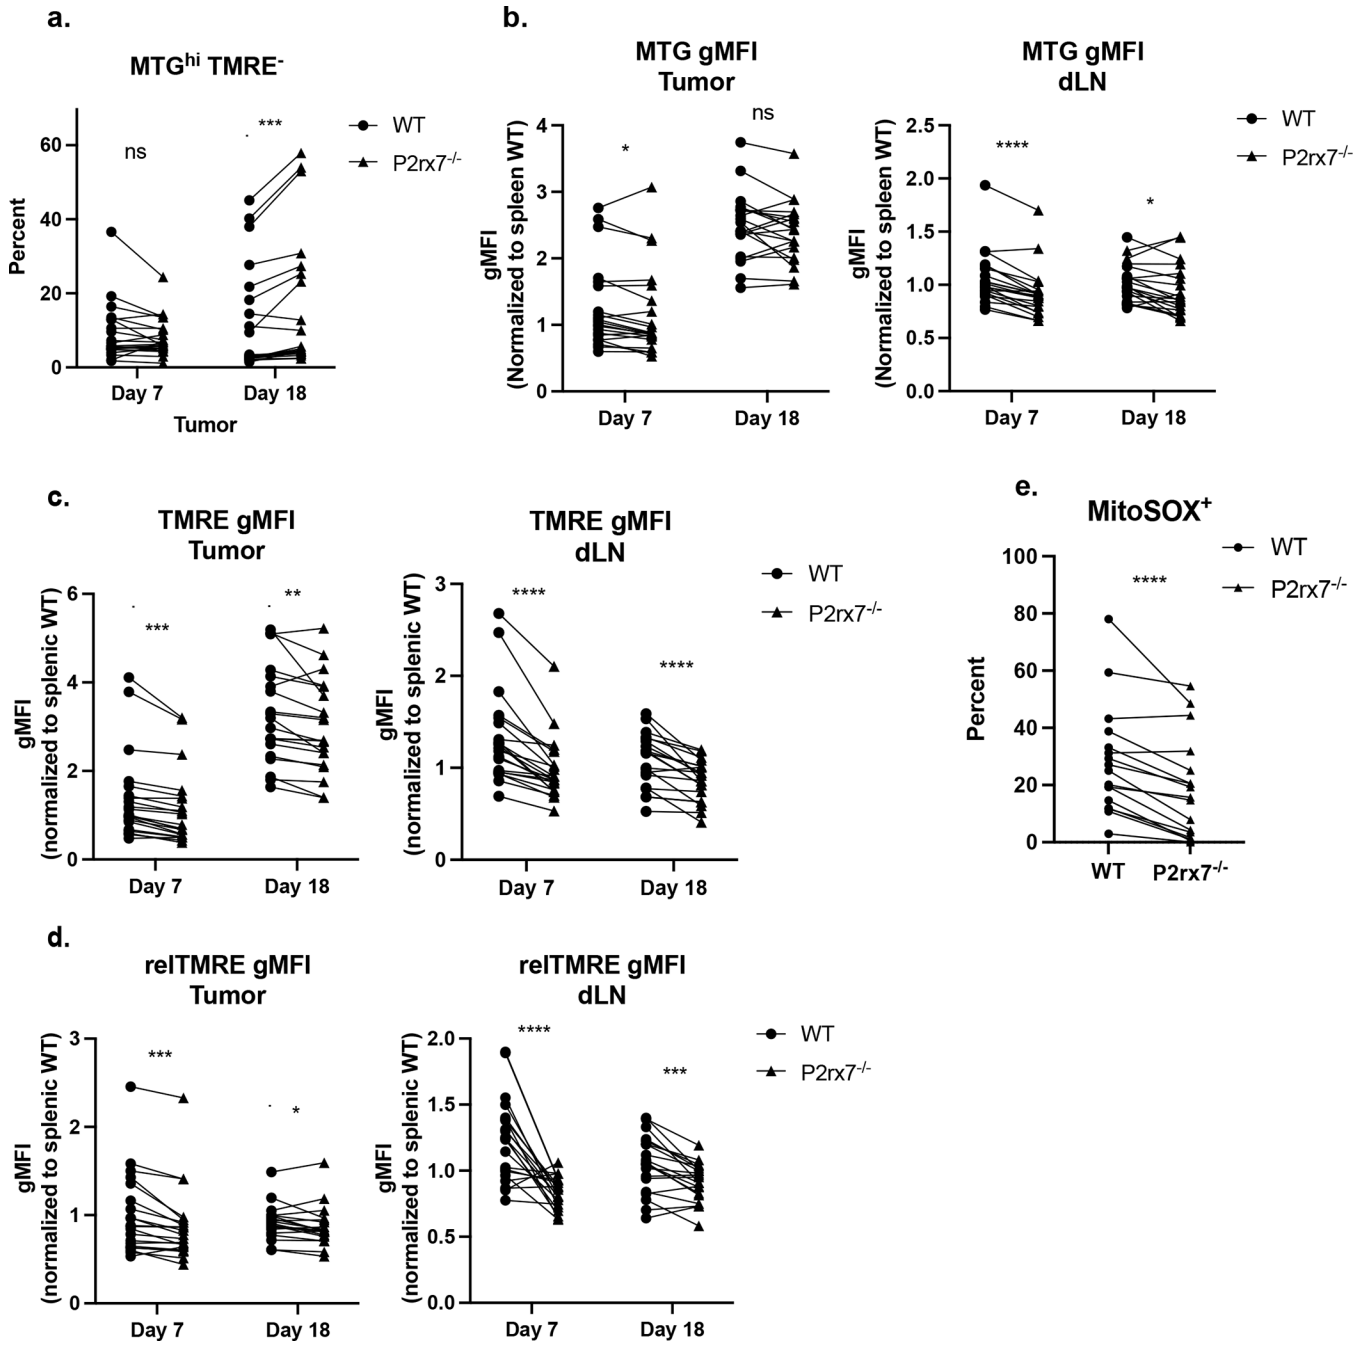 a.
MTGhi TMRE-
Percent
60
40
20
0
ns
***
WT
P2rx7-/-
Day 7
Day 18
Tumor
b.
MTG gMFI
Tumor
gMFI
(Normalized to spleen WT)
4
3
2
1
0
*
ns
Day 7
Day 18
MTG gMFI
dLN
gMFI
(Normalized to spleen WT)
2.5
2.0
1.5
1.0
0.5
0.0
****
*
WT
P2rx7-/-
Day 7
Day 18
c.
TMRE gMFI
Tumor
gMFI
(normalized to splenic WT)
6
4
2
0
***
**
Day 7
Day 18
TMRE gMFI
dLN
gMFI
(normalized to splenic WT)
3
2
1
0
****
****
WT
P2rx7-/-
Day 7
Day 18
e.
MitoSOX+
Percent
100
80
60
40
20
0
****
WT
P2rx7-/-
WT
P2rx7-/-
d.
relTMRE gMFI
Tumor
gMFI
(normalized to splenic WT)
3
2
1
0
***
*
Day 7
Day 18
relTMRE gMFI
dLN
gMFI
(normalized to splenic WT)
2.0
1.5
1.0
0.5
0.0
****
***
WT
P2rx7-/-
Day 7
Day 18